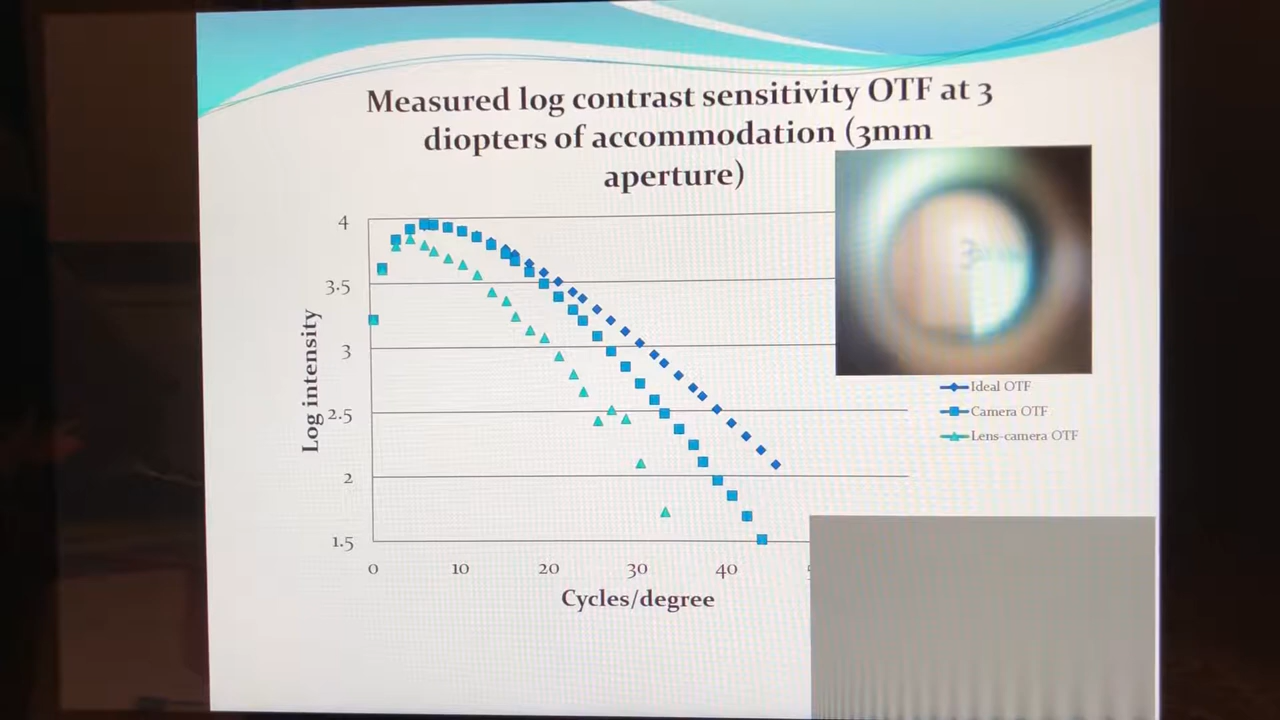 Measured log contrast sensitivity OTF at 3
diopters of accommodation (3mm
aperture)
4
3.5
3
2.5
2
1.5
Log intensity
0 10 20 30 40
Cycles/degree
Ideal OTF
Camera OTF
Lens-camera OTF
3